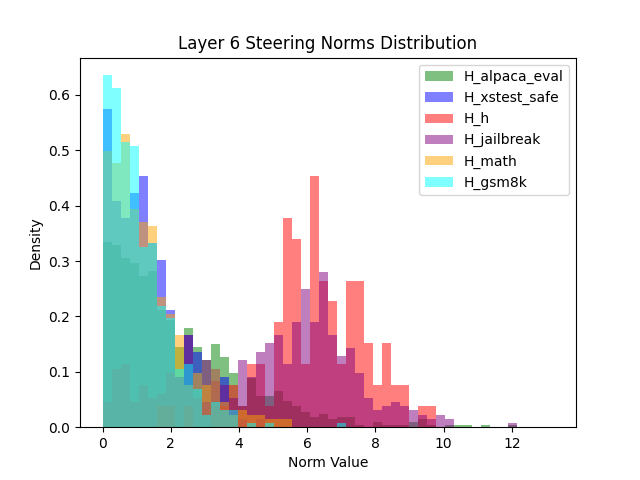 Layer 6 Steering Norms Distribution
H_alpaca_eval
H_xstest_safe
H_h
H_jailbreak
H_math
H_gsm8k
Density
0.6
0.5
0.4
0.3
0.2
0.1
0.0
0 2 4 6 8 10 12
Norm Value